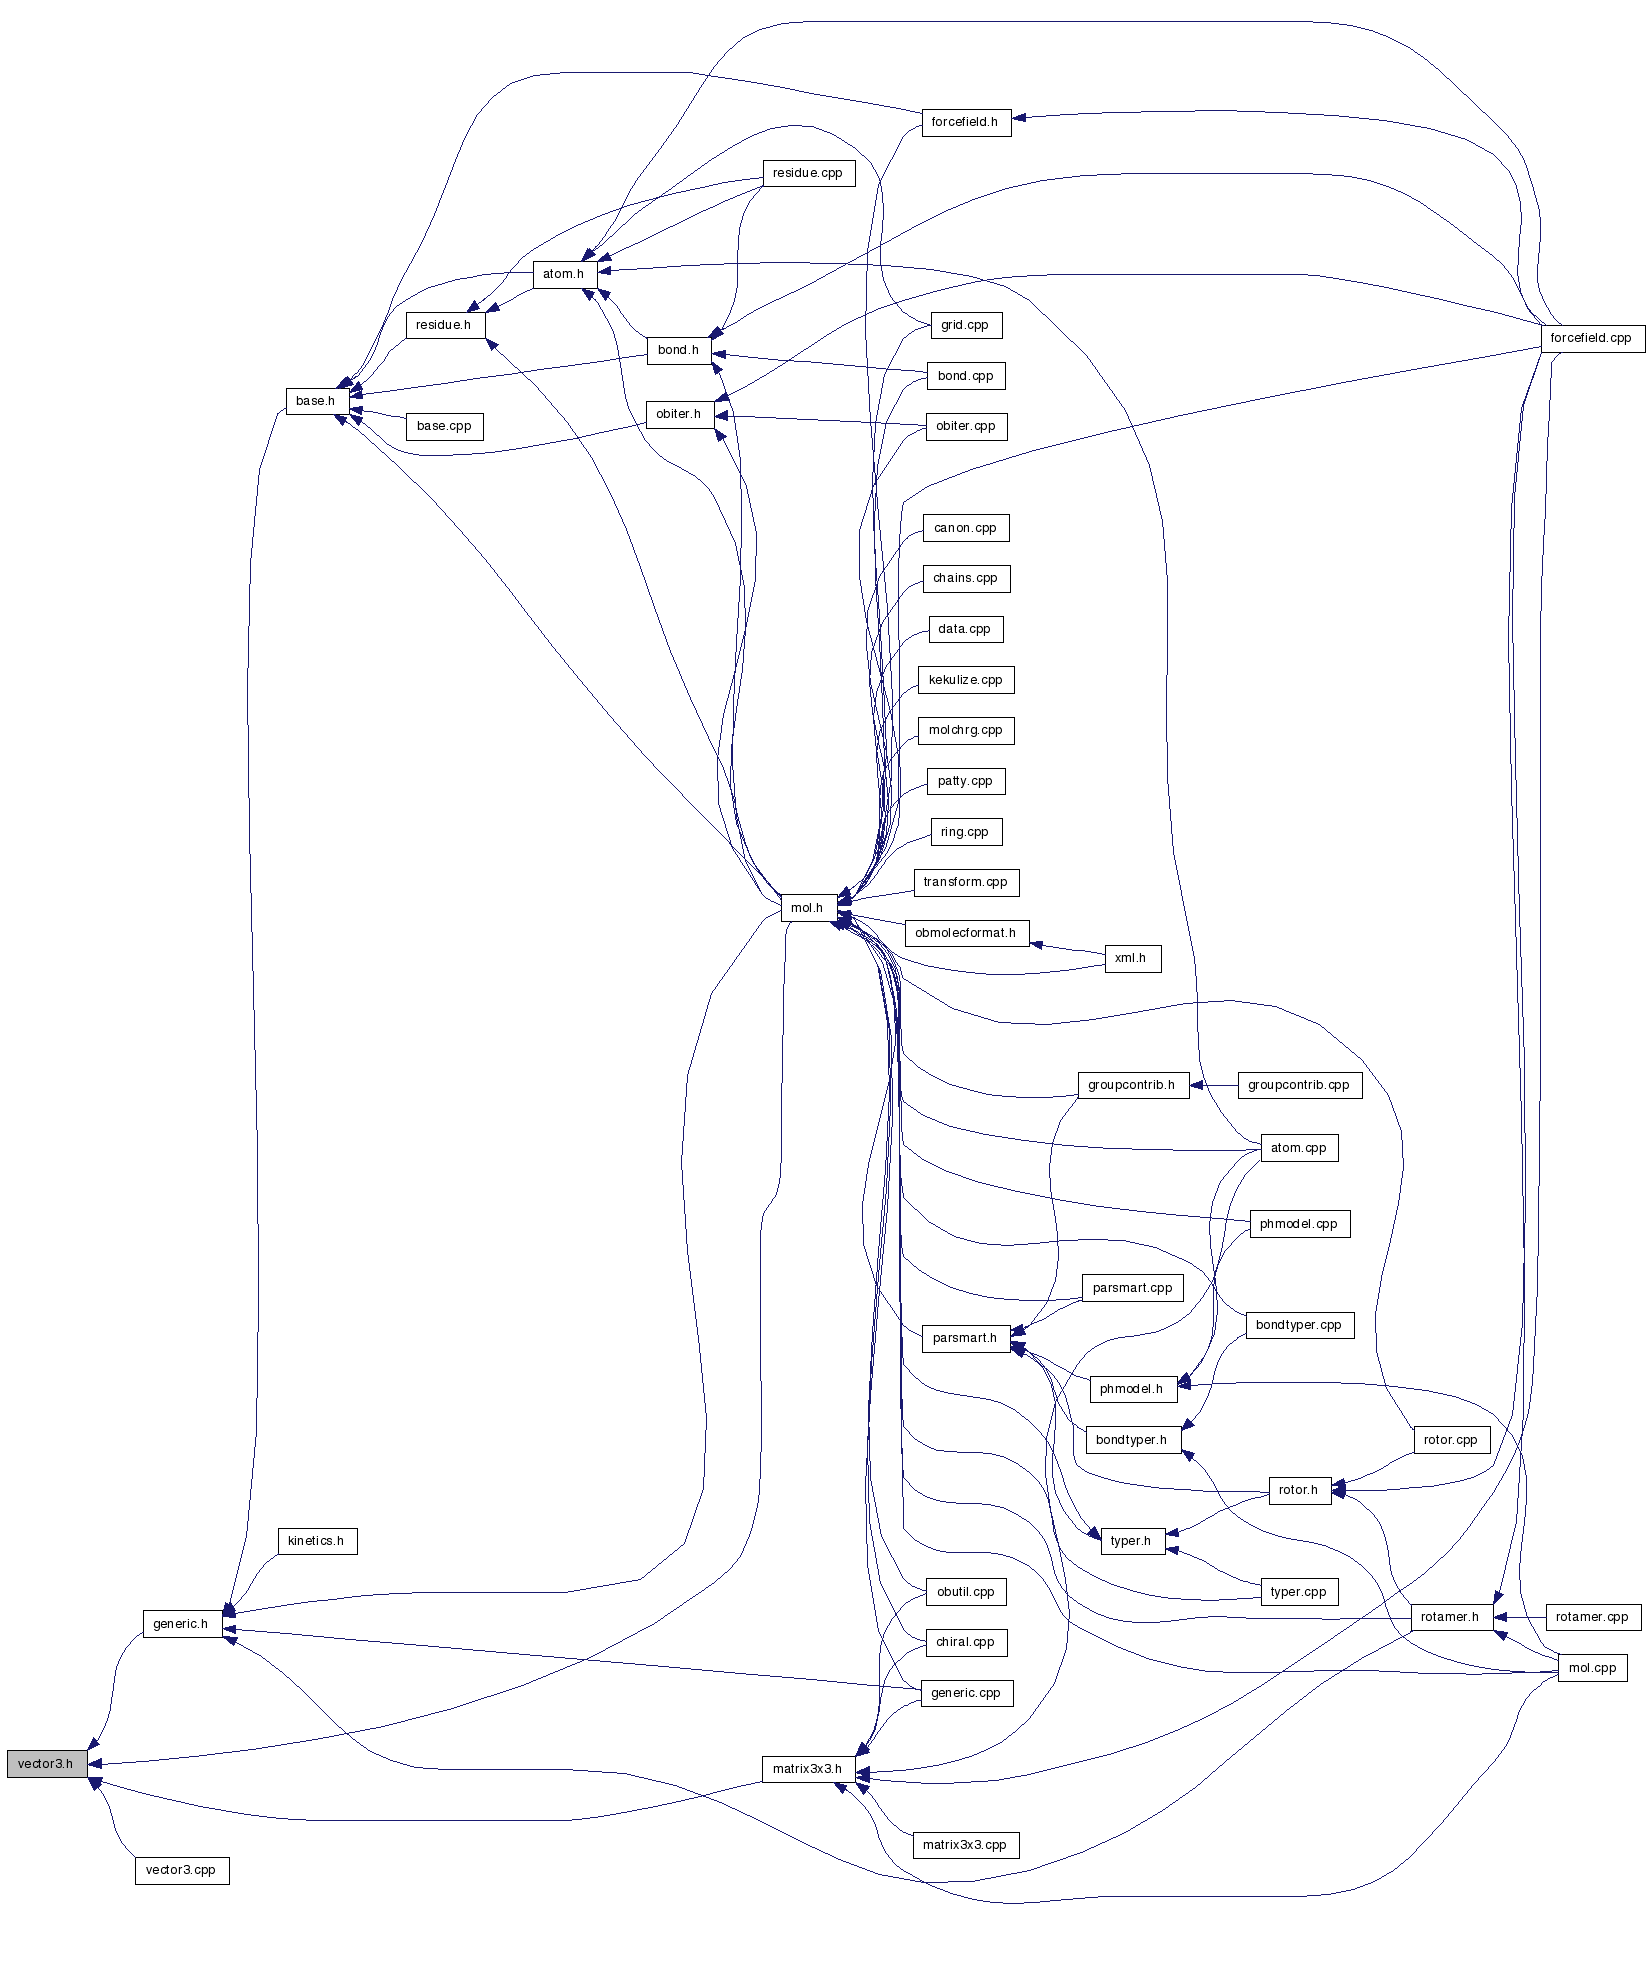 forcefield.h
residue.cpp
atom.h
residue.h
grid.cpp
forcefield.cpp
bond.h
bond.cpp
base.h
obiter.h
base.cpp
obiter.cpp
canon.cpp
chains.cpp
data.cpp
kekulize.cpp
molchrg.cpp
patty.cpp
ring.cpp
transform.cpp
mol.h
obmolecformat.h
xml.h
groupcontrib.h
groupcontrib.cpp
atom.cpp
phmodel.cpp
parsmart.cpp
bondtyper.cpp
parsmart.h
phmodel.h
bondtyper.h
rotor.cpp
rotor.h
kinetics.h
typer.h
obutil.cpp
typer.cpp
generic.h
rotamer.h
rotamer.cpp
chiral.cpp
mol.cpp
generic.cpp
vector3.h
matrix3x3.h
matrix3x3.cpp
vector3.cpp